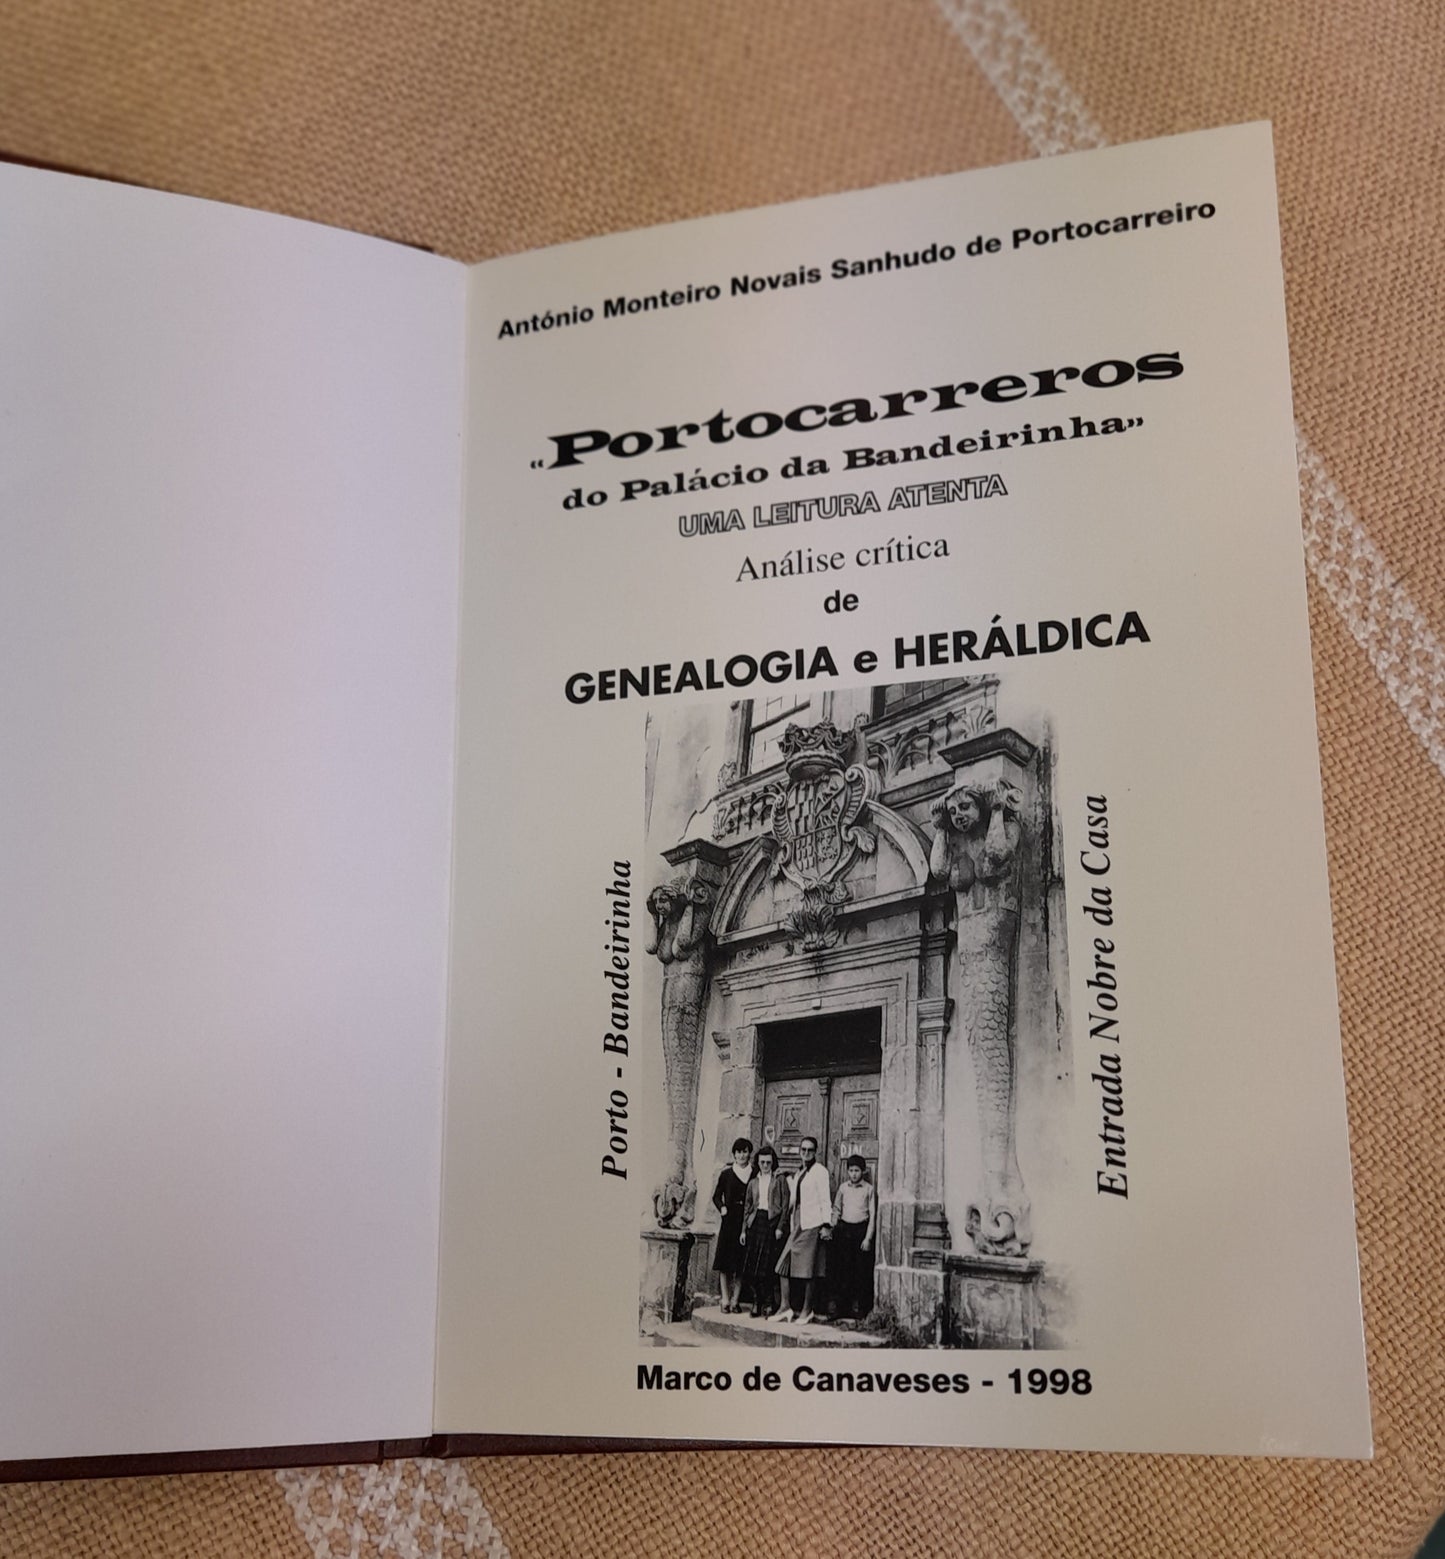 António Monteiro Novais Sanhudo de Portocarreiro
“Portocarreros
do Palácio da Bandeirinha”
UMA LEITURA ATENTA
Análise crítica
de
GENEALOGIA e HERÁLDICA
Porto - Bandeirinha
Entrada Nobre da Casa
Marco de Canaveses - 1998